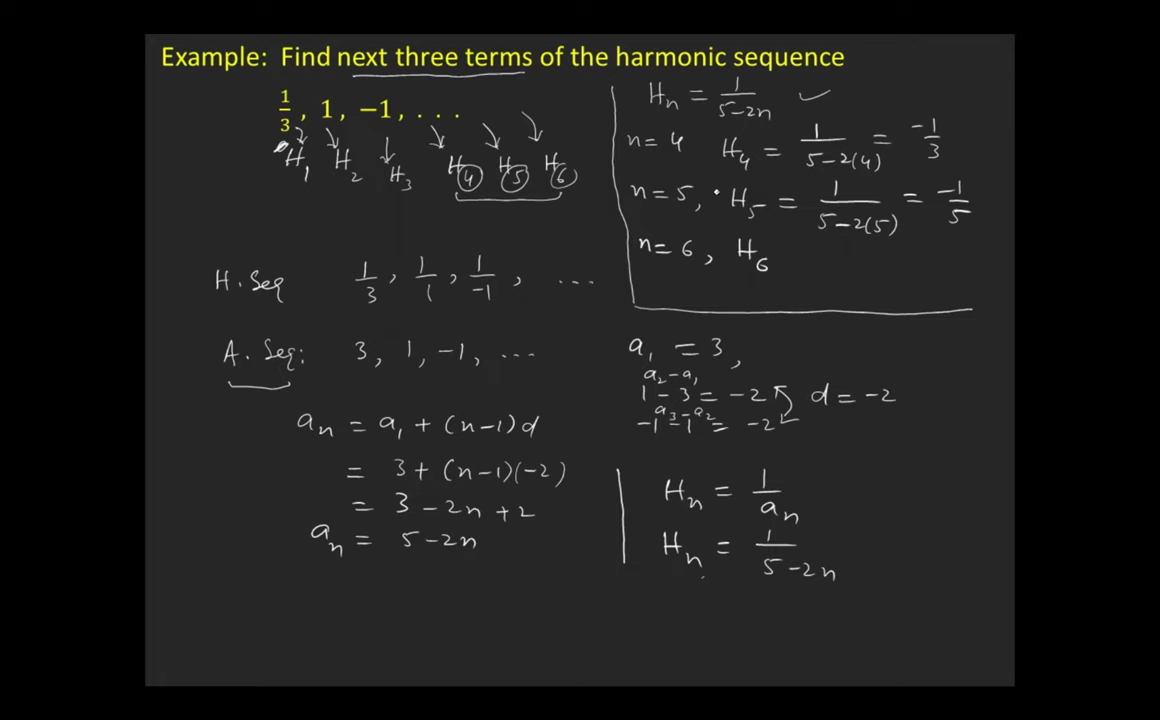 Example: Find next three terms of the harmonic sequence
1/3, 1, −1, . . .
H₁ H₂ H₃ H₄ H₅ H₆
Hₙ = 1/(5−2n) ✓
n = 4 H₄ = 1/(5−2(4)) = −1/3
n = 5, H₅ = 1/(5−2(5)) = −1/5
n = 6, H₆
H. Seq 1/3, 1/1, 1/−1, ...
A. Seq: 3, 1, −1, ...
aₙ = a₁ + (n−1)d
= 3 + (n−1)(−2)
= 3 − 2n + 2
aₙ = 5 − 2n
a₁ = 3,
a₂−a₁
1 − 3 = −2 d = −2
a₃−a₂
−1 − 1 = −2
Hₙ = 1/aₙ
Hₙ = 1/(5−2n)